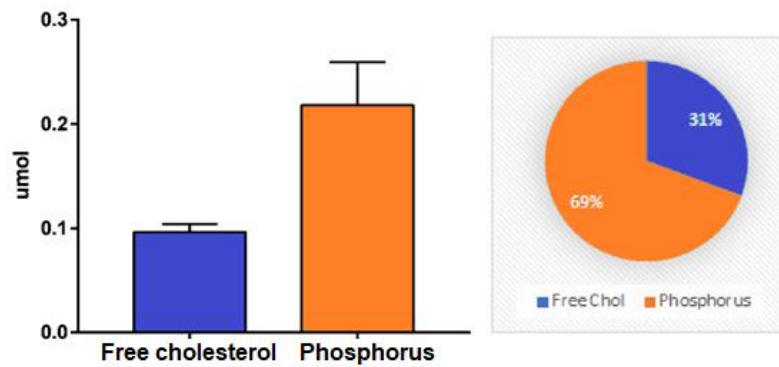 0.3
0.2
0.1
0.0
umol
Free cholesterol
Phosphorus
31%
69%
Free Chol
Phosphorus